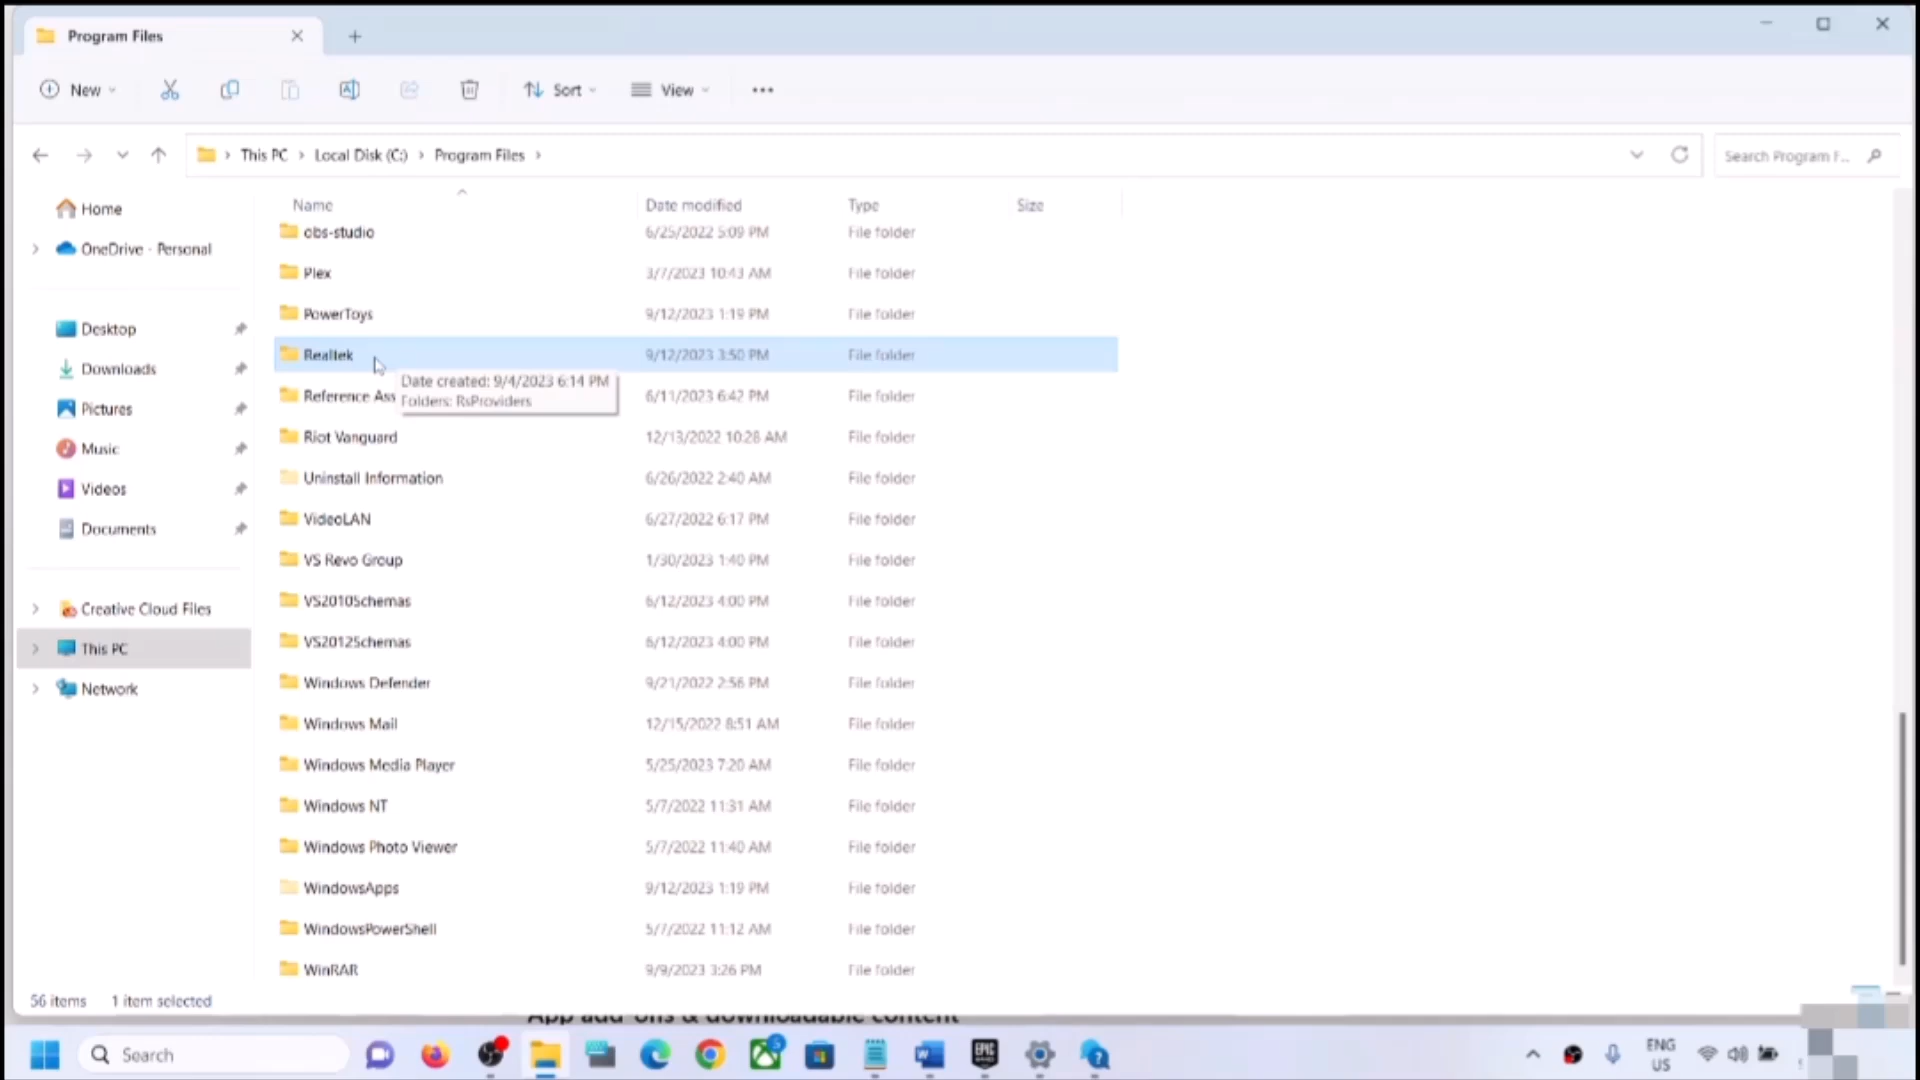 Program Files
New
Sort
View
This PC
Local Disk (C:)
Program Files
Search Program F...
Home
OneDrive - Personal
Desktop
Downloads
Pictures
Music
Videos
Documents
Creative Cloud Files
This PC
Network
Name Date modified Type Size
obs-studio 6/25/2022 5:09 PM File folder
Plex 3/7/2023 10:43 AM File folder
PowerToys 9/12/2023 1:19 PM File folder
Realtek 9/12/2023 3:50 PM File folder
Date created: 9/4/2023 6:14 PM
Folders: RsProviders
Reference Ass 6/11/2023 6:42 PM File folder
Riot Vanguard 12/13/2022 10:28 AM File folder
Uninstall Information 6/26/2022 2:40 AM File folder
VideoLAN 6/27/2022 6:17 PM File folder
VS Revo Group 1/30/2023 1:40 PM File folder
VS2010Schemas 6/12/2023 4:00 PM File folder
VS2012Schemas 6/12/2023 4:00 PM File folder
Windows Defender 9/21/2022 2:56 PM File folder
Windows Mail 12/15/2022 8:51 AM File folder
Windows Media Player 5/25/2023 7:20 AM File folder
Windows NT 5/7/2022 11:31 AM File folder
Windows Photo Viewer 5/7/2022 11:40 AM File folder
WindowsApps 9/12/2023 1:19 PM File folder
WindowsPowerShell 5/7/2022 11:12 AM File folder
WinRAR 9/9/2023 3:26 PM File folder
56 items 1 item selected
App add-ons & downloadable content
Search
5
EPIC
ENG
US